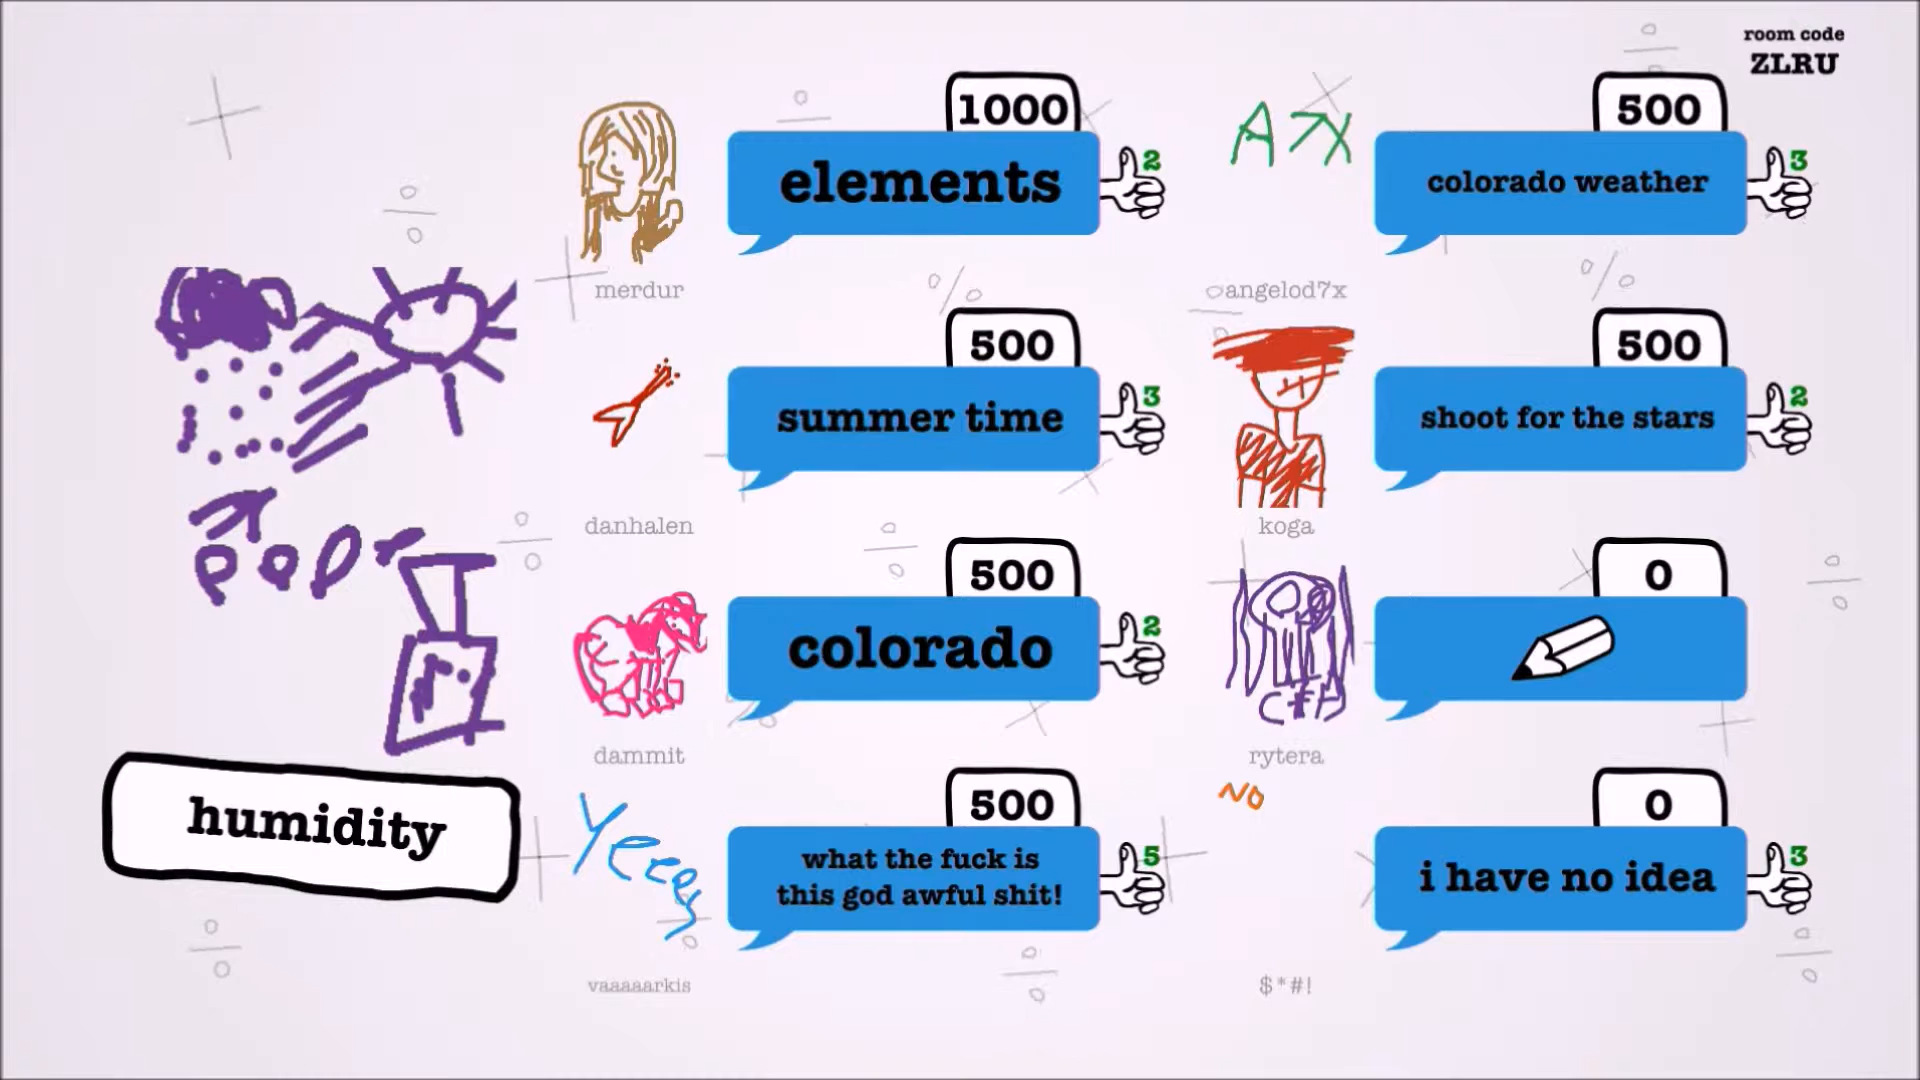 room code
ZLRU
1000
elements
2
merdur
A7X
500
colorado weather
3
angelod7x
500
summer time
3
danhalen
500
shoot for the stars
2
koga
500
colorado
2
dammit
0
rytera
humidity
Yeees
500
what the fuck is
this god awful shit!
5
vaaaaarkis
NO
0
i have no idea
3
$*#!